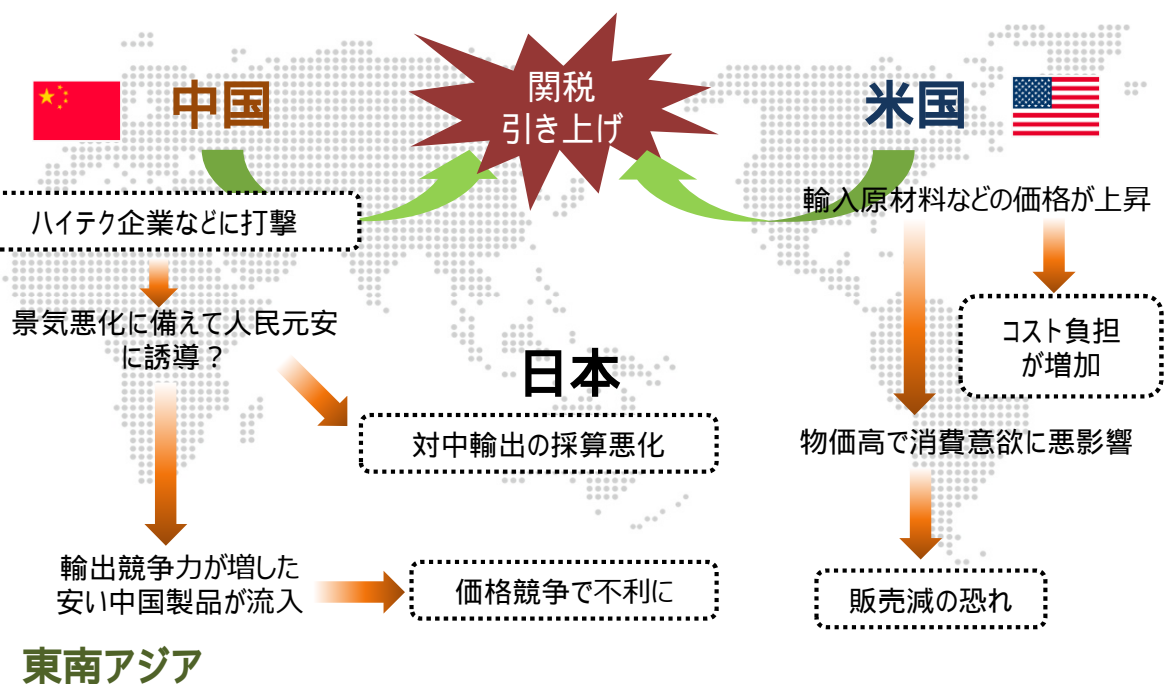 中国
関税
引き上げ
米国
ハイテク企業などに打撃
輸入原材料などの価格が上昇
景気悪化に備えて人民元安
に誘導？
コスト負担
が増加
日本
対中輸出の採算悪化
物価高で消費意欲に悪影響
輸出競争力が増した
安い中国製品が流入
価格競争で不利に
販売減の恐れ
東南アジア